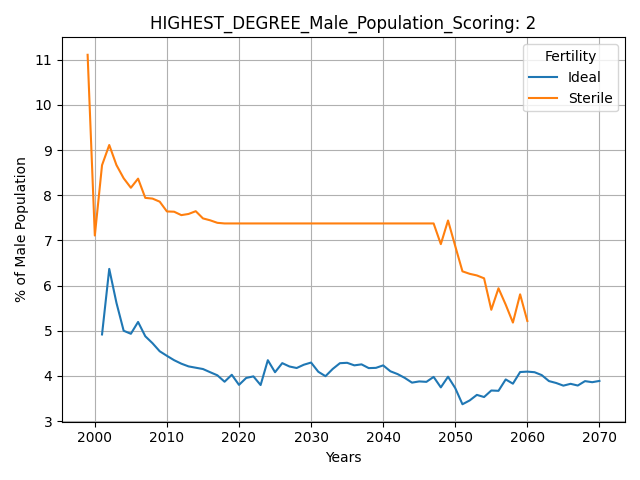 HIGHEST_DEGREE_Male_Population_Scoring: 2
Fertility
Ideal
Sterile
% of Male Population
11
10
9
8
7
6
5
4
3
2000 2010 2020 2030 2040 2050 2060 2070
Years